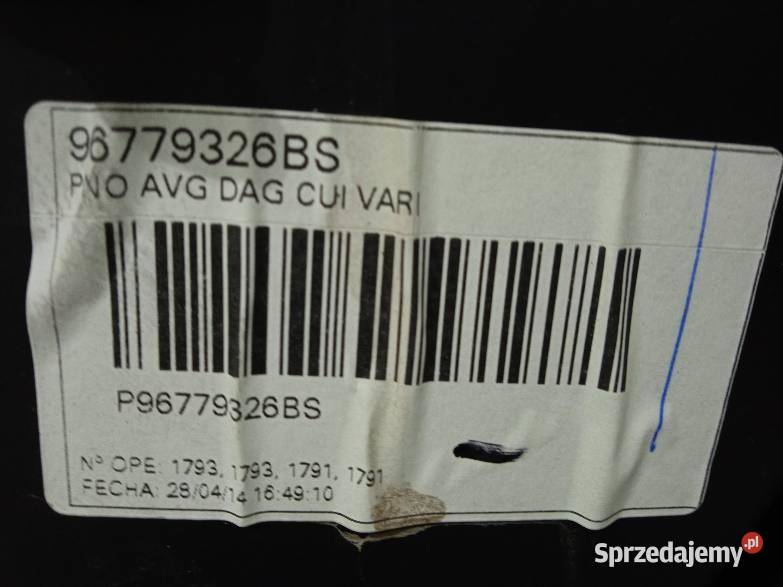 96779326BS
PNO AVG DAG CUI VARI
P96779326BS
Nº OPE: 1793, 1793, 1791, 1791
FECHA: 28/04/14 16:49:10
Sprzedajemy.pl